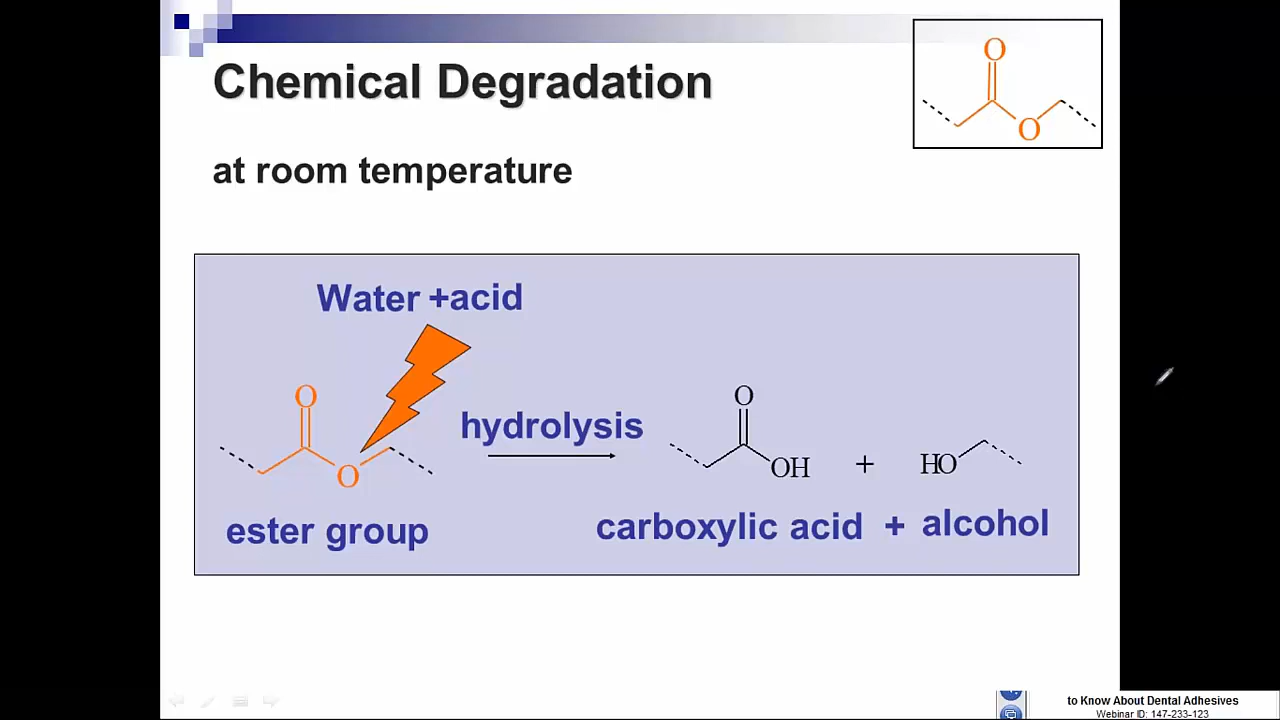 Chemical Degradation
O
O
at room temperature
Water +acid
O
O
hydrolysis
O
OH
+
HO
ester group
carboxylic acid + alcohol
to Know About Dental Adhesives
Webinar ID: 147-233-123